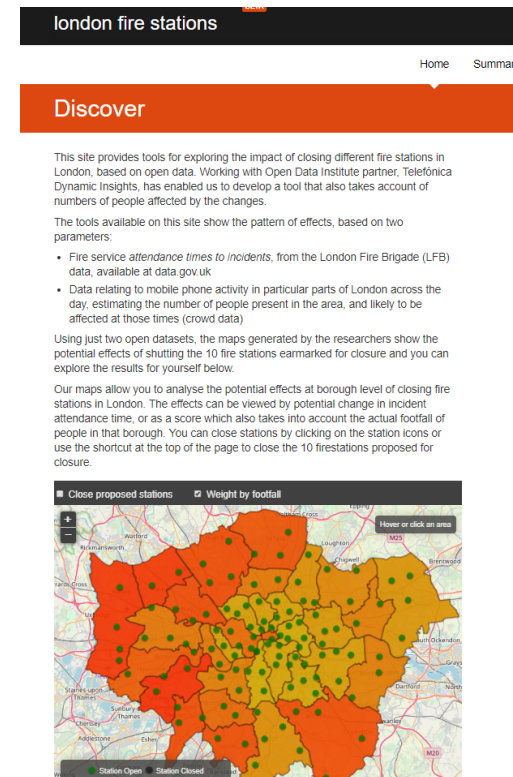 BETA
london fire stations
Home Summar
Discover
This site provides tools for exploring the impact of closing different fire stations in
London, based on open data. Working with Open Data Institute partner, Telefónica
Dynamic Insights, has enabled us to develop a tool that also takes account of
numbers of people affected by the changes.
The tools available on this site show the pattern of effects, based on two
parameters:
• Fire service attendance times to incidents, from the London Fire Brigade (LFB)
data, available at data.gov.uk
• Data relating to mobile phone activity in particular parts of London across the
day, estimating the number of people present in the area, and likely to be
affected at those times (crowd data)
Using just two open datasets, the maps generated by the researchers show the
potential effects of shutting the 10 fire stations earmarked for closure and you can
explore the results for yourself below.
Our maps allow you to analyse the potential effects at borough level of closing fire
stations in London. The effects can be viewed by potential change in incident
attendance time, or as a score which also takes into account the actual footfall of
people in that borough. You can close stations by clicking on the station icons or
use the shortcut at the top of the page to close the 10 firestations proposed for
closure.
Close proposed stations Weight by footfall
+
−
Hover or click an area
Epping
Watford
Loughton
M25
Rickmansworth
Chigwell
Brentwood
Grays
Staines-upon-
Thames
Dartford
North
Sunbury
Thames
Chertsey
Addlestone
Esher
M20
Station Open Station Closed